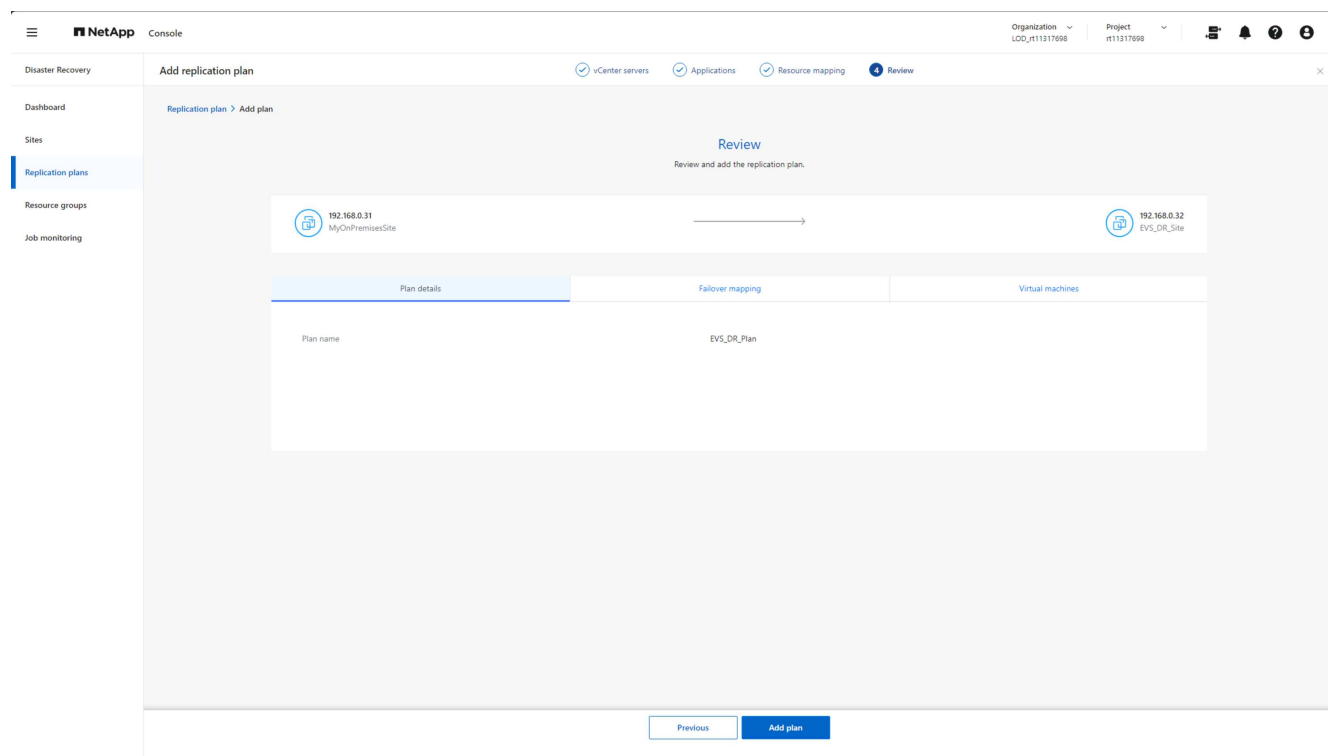 NetApp Console
Organization
LOD_rt11317698
Project
rt11317698
Disaster Recovery
Add replication plan
vCenter servers
Applications
Resource mapping
4 Review
Dashboard
Sites
Replication plans
Resource groups
Job monitoring
Replication plan > Add plan
Review
Review and add the replication plan.
192.168.0.31
MyOnPremisesSite
192.168.0.32
EVS_DR_Site
Plan details
Failover mapping
Virtual machines
Plan name
EVS_DR_Plan
Previous
Add plan